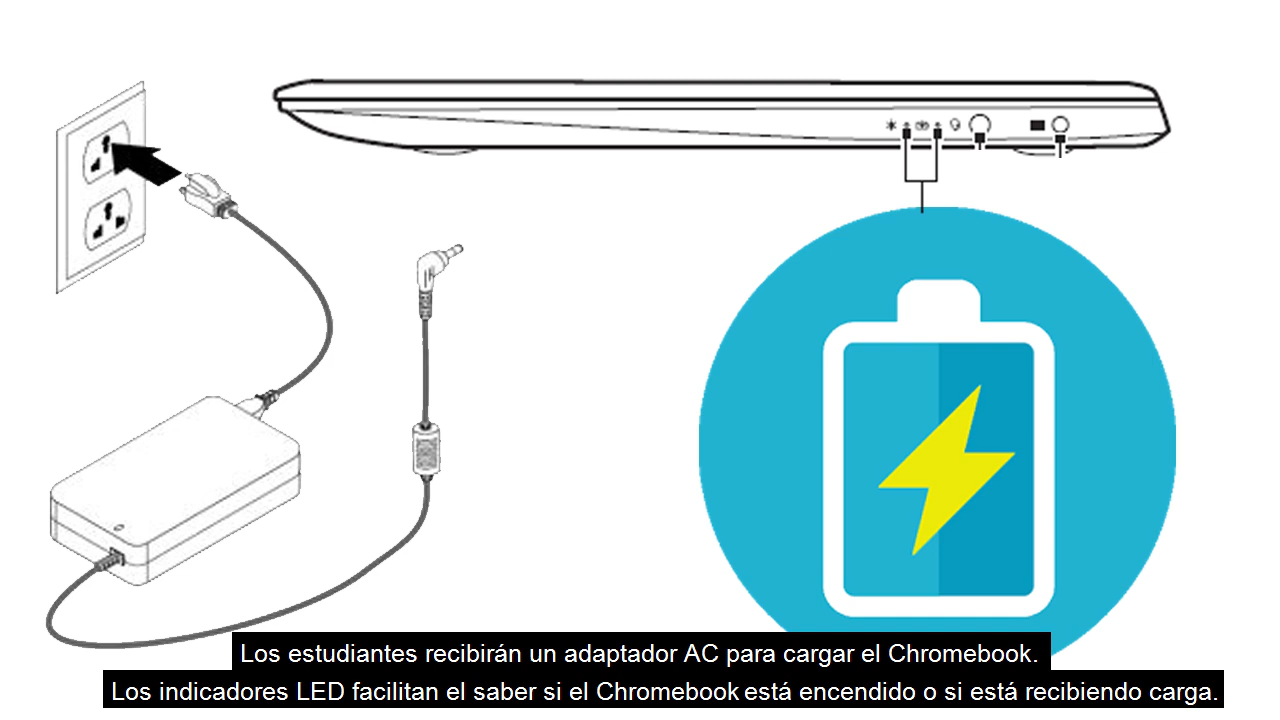 Los estudiantes recibirán un adaptador AC para cargar el Chromebook.
Los indicadores LED facilitan el saber si el Chromebook está encendido o si está recibiendo carga.